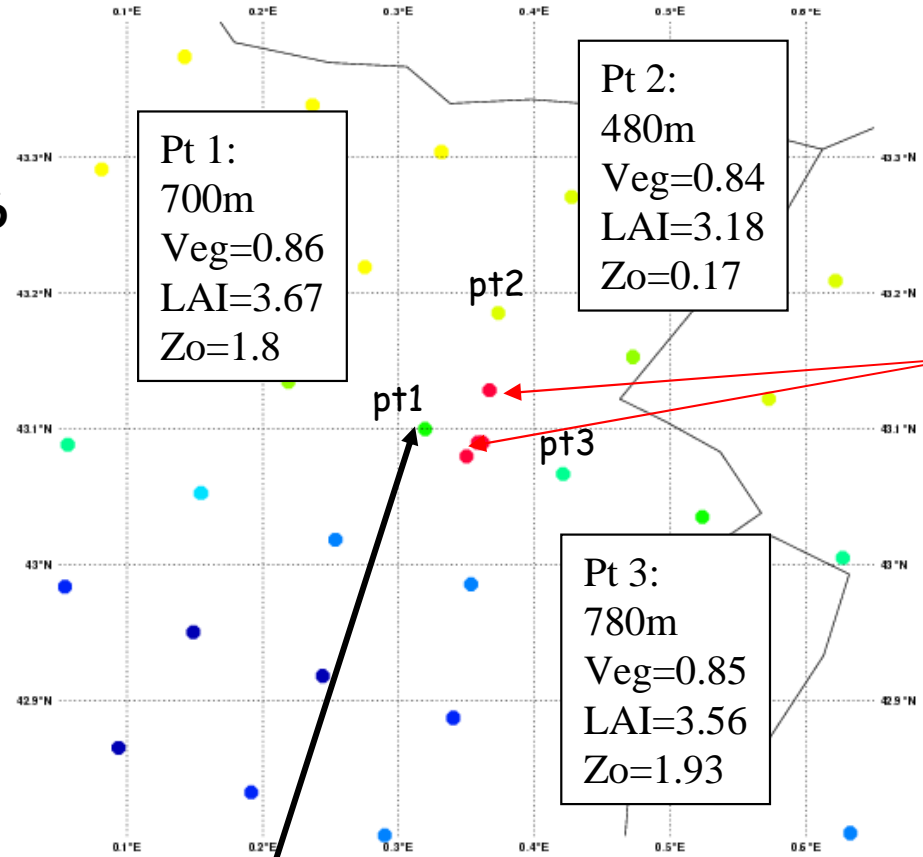 0.1°E 0.2°E 0.3°E 0.4°E 0.5°E 0.6°E
Pt 1:
700m
Veg=0.86
LAI=3.67
Zo=1.8
Pt 2:
480m
Veg=0.84
LAI=3.18
Zo=0.17
43.3°N 43.3°N
43.2°N 43.2°N
pt2
pt1
43.1°N 43.1°N
pt3
43°N 43°N
Pt 3:
780m
Veg=0.85
LAI=3.56
Zo=1.93
42.9°N 42.9°N
0.1°E 0.2°E 0.3°E 0.4°E 0.5°E 0.6°E